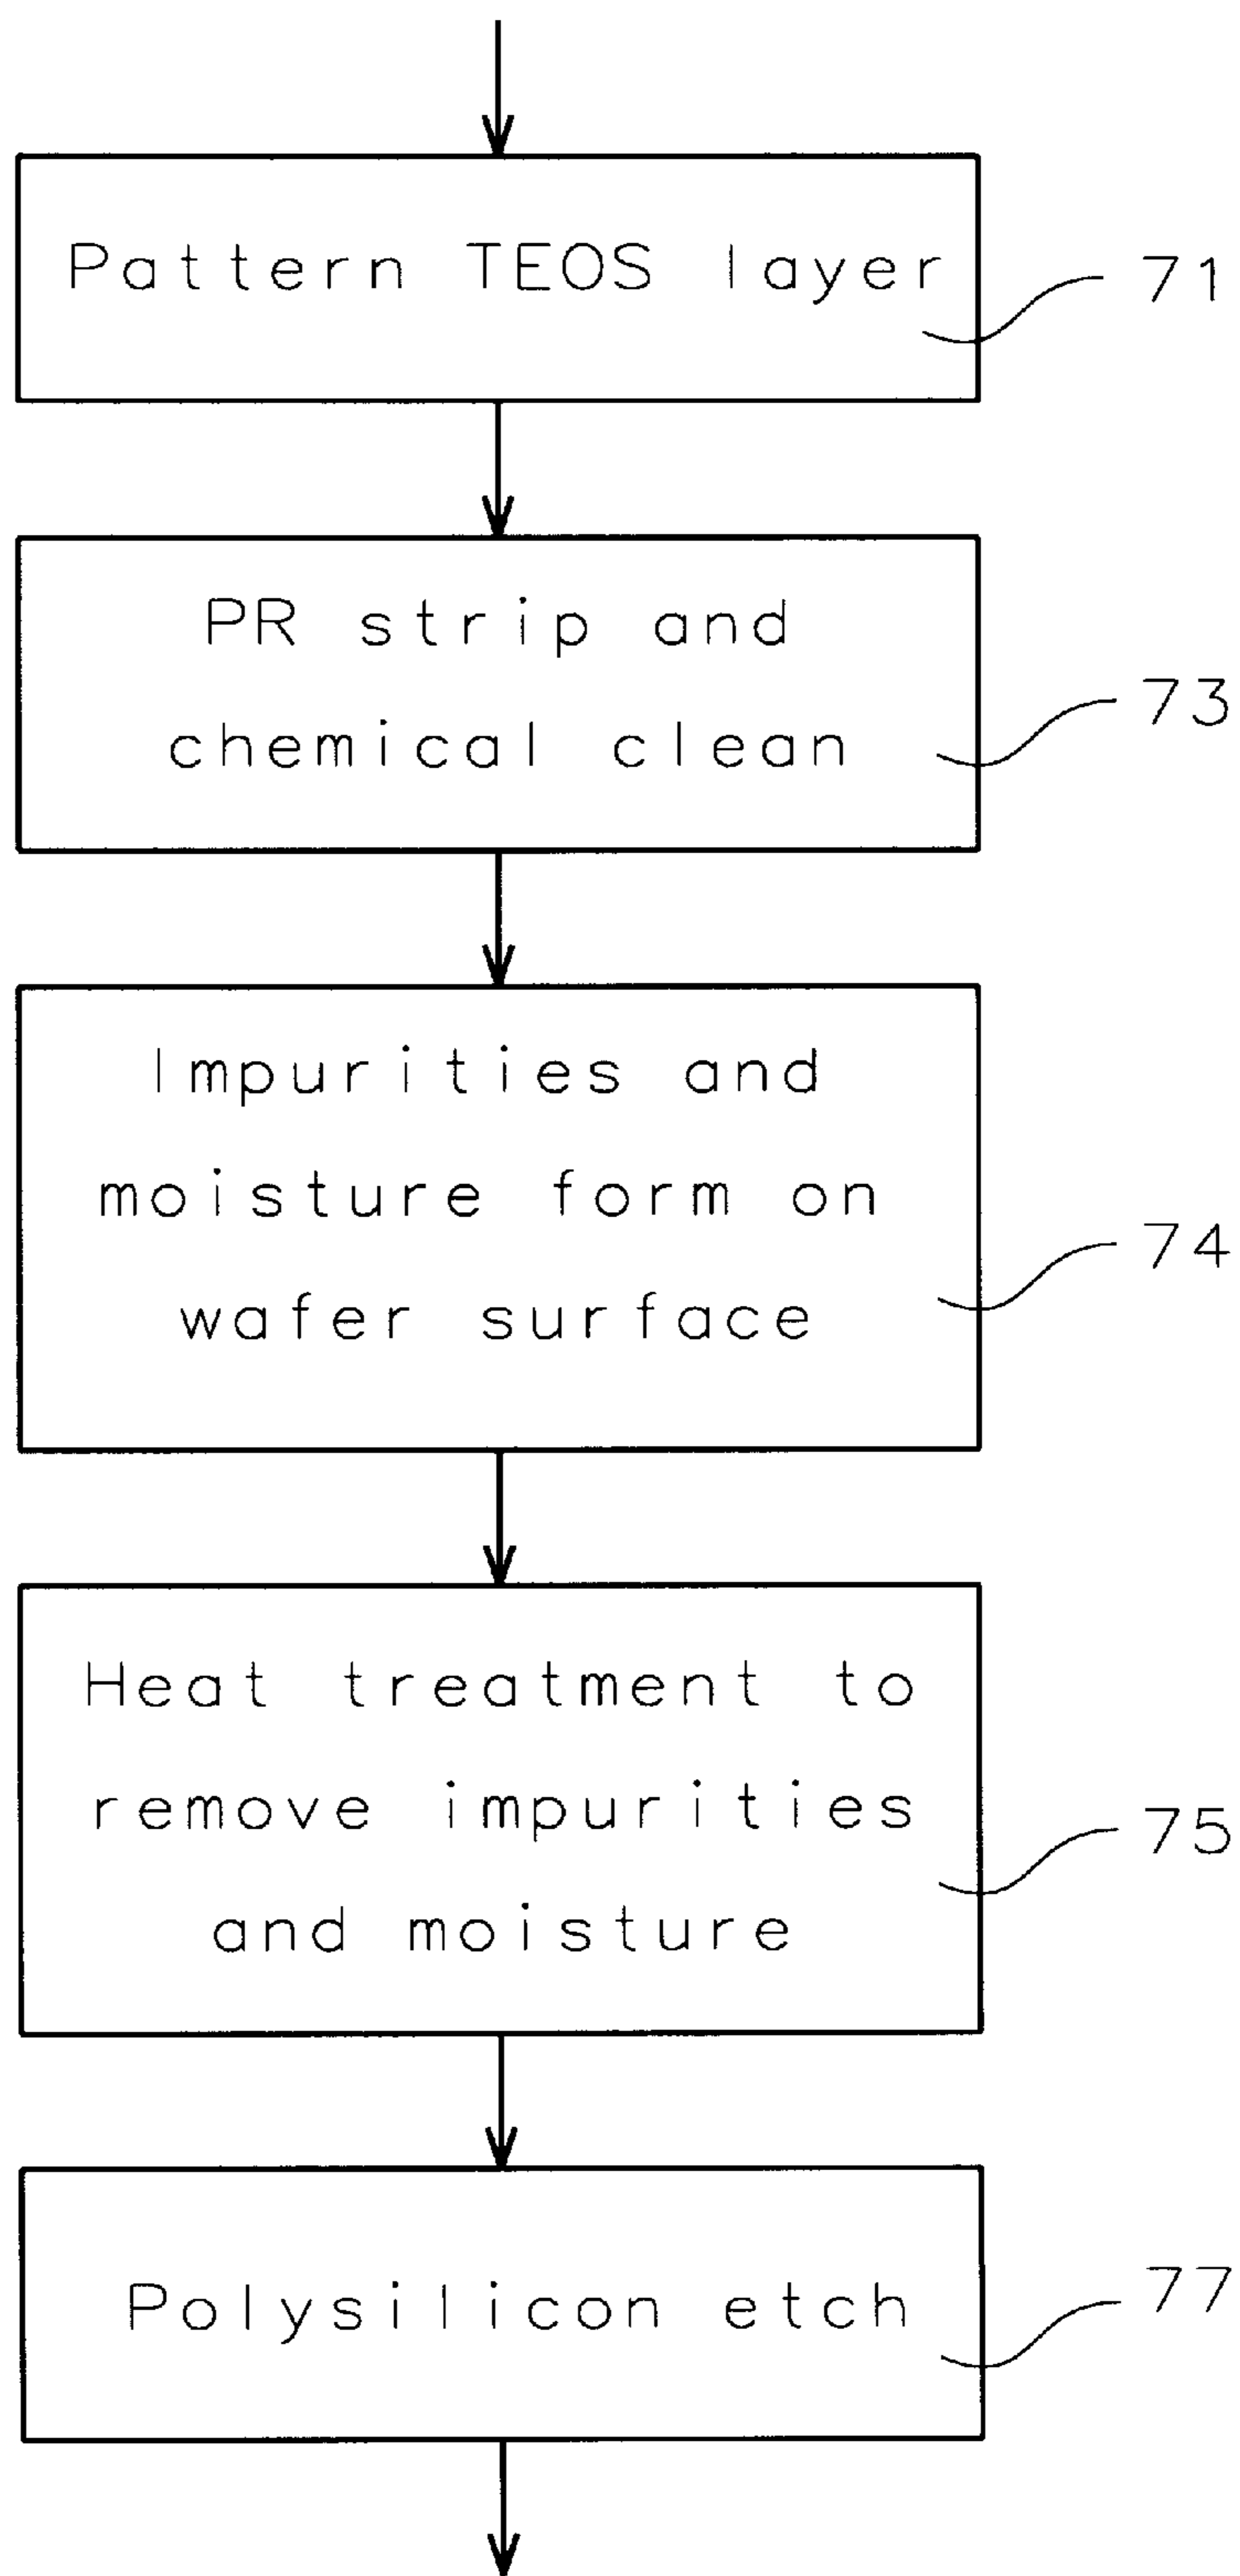 Pattern TEOS layer
71
PR strip and
chemical clean
73
Impurities and
moisture form on
wafer surface
74
Heat treatment to
remove impurities
and moisture
75
Polysilicon etch
77